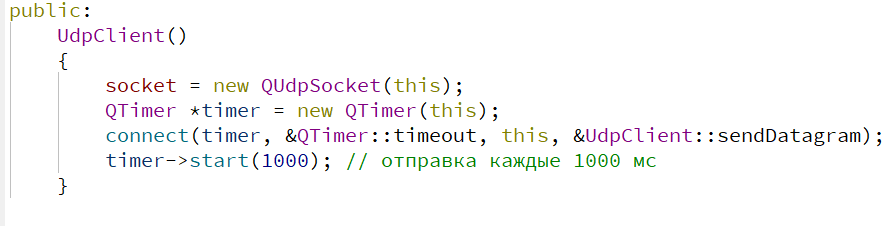 public:
    UdpClient()
    {
        socket = new QUdpSocket(this);
        QTimer *timer = new QTimer(this);
        connect(timer, &QTimer::timeout, this, &UdpClient::sendDatagram);
        timer->start(1000); // отправка каждые 1000 мс
    }